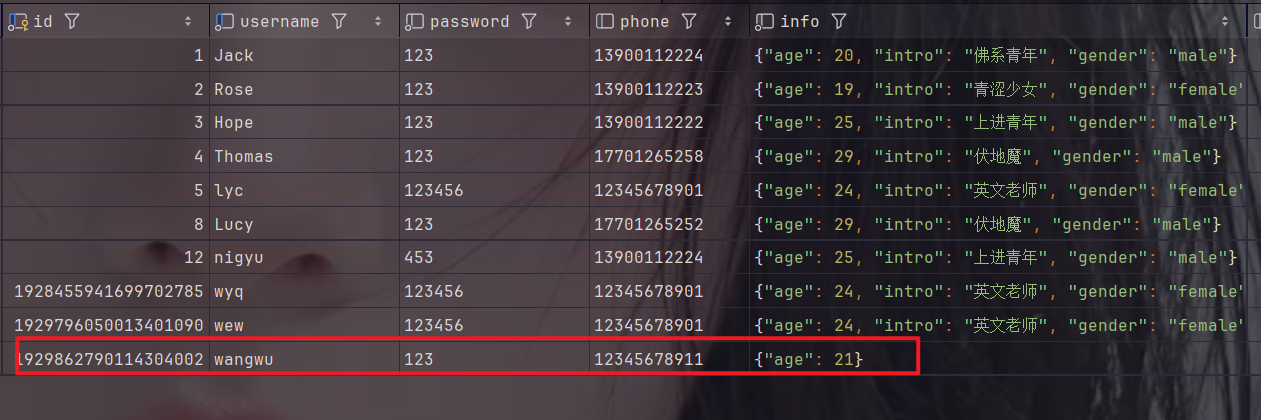 id username password phone info
1 Jack 123 13900112224 {"age": 20, "intro": "佛系青年", "gender": "male"}
2 Rose 123 13900112223 {"age": 19, "intro": "青涩少女", "gender": "female"
3 Hope 123 13900112222 {"age": 25, "intro": "上进青年", "gender": "male"}
4 Thomas 123 17701265258 {"age": 29, "intro": "伏地魔", "gender": "male"}
5 lyc 123456 12345678901 {"age": 24, "intro": "英文老师", "gender": "female"
8 Lucy 123 17701265252 {"age": 29, "intro": "伏地魔", "gender": "male"}
12 nigyu 453 13900112224 {"age": 25, "intro": "上进青年", "gender": "male"}
1928455941699702785 wyq 123456 12345678901 {"age": 24, "intro": "英文老师", "gender": "female"
1929796050013401090 wew 123456 12345678901 {"age": 24, "intro": "英文老师", "gender": "female"
1929862790114304002 wangwu 123 12345678911 {"age": 21}